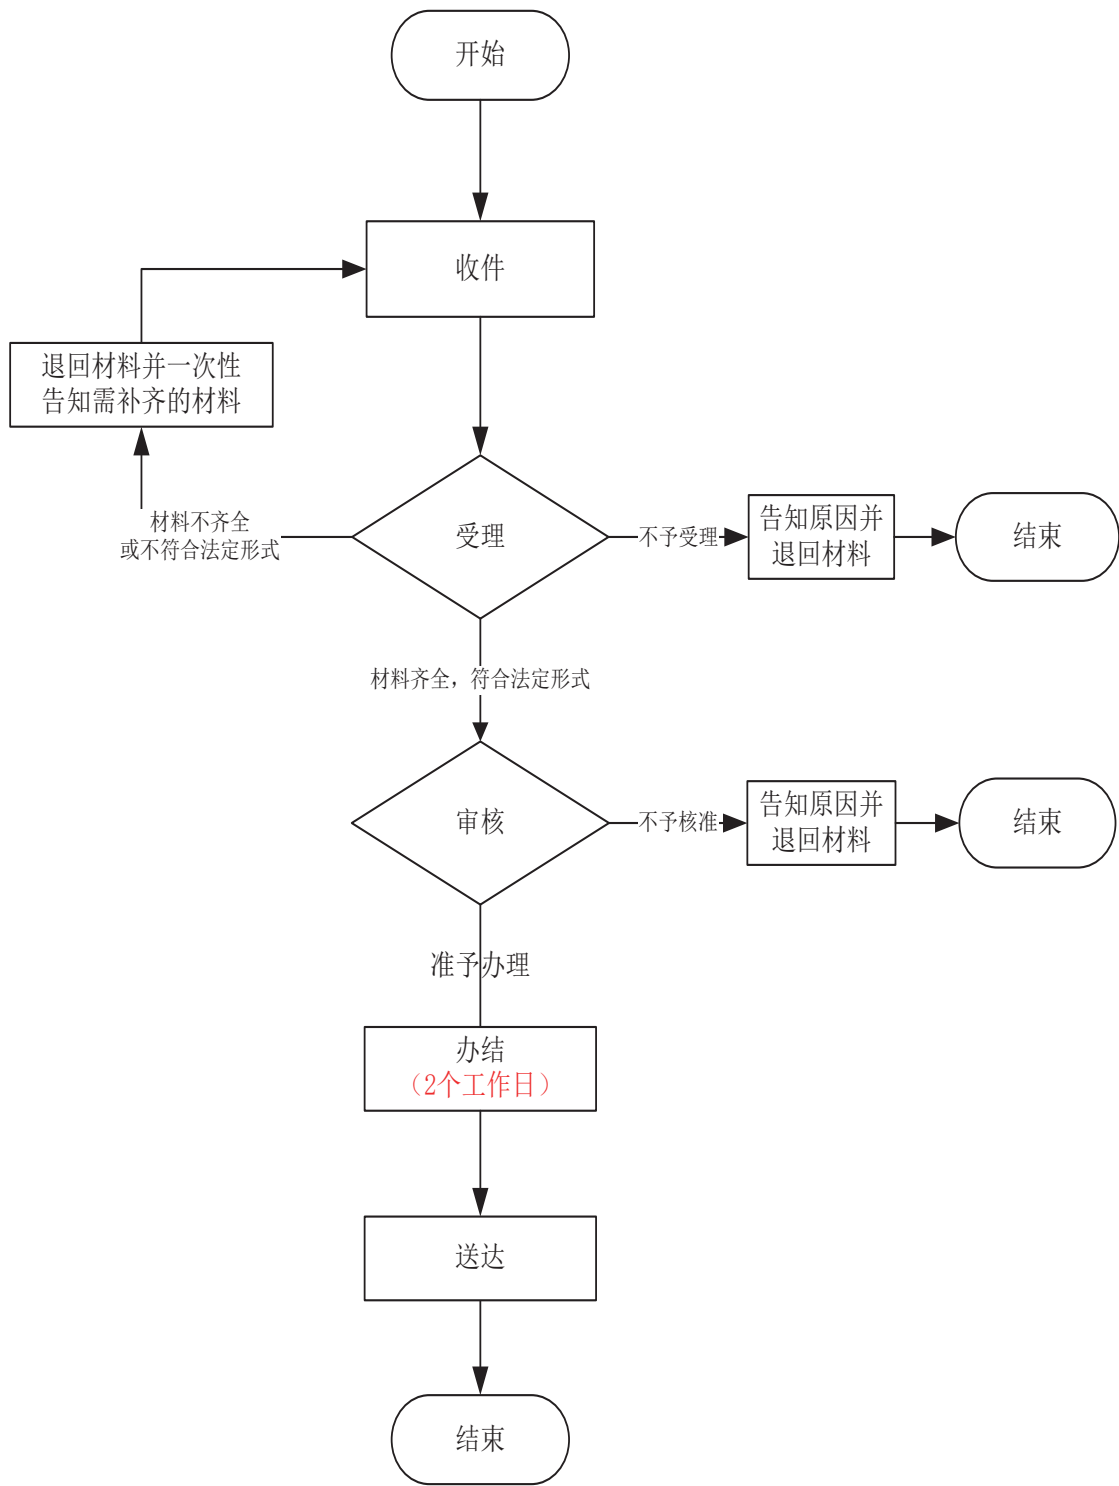 开始
收件
退回材料并一次性
告知需补齐的材料
材料不齐全
或不符合法定形式
受理
不予受理
告知原因并
退回材料
结束
材料齐全，符合法定形式
审核
不予核准
告知原因并
退回材料
结束
准予办理
办结
（2个工作日）
送达
结束